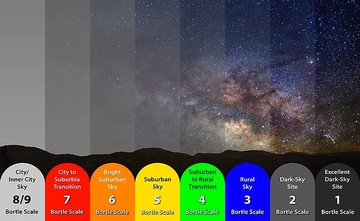 City/
Inner City
Sky
8/9
Bortle Scale
City to
Suburbia
Transition
7
Bortle Scale
Bright
Suburban
Sky
6
Bortle Scale
Suburban
Sky
5
Bortle Scale
Suburban
to Rural
Transition
4
Bortle Scale
Rural
Sky
3
Bortle Scale
Dark-Sky
Site
2
Bortle Scale
Excellent
Dark-Sky
Site
1
Bortle Scale